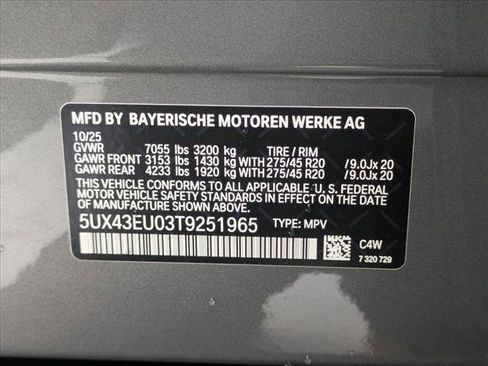 MFD BY BAYERISCHE MOTOREN WERKE AG
10/25
GVWR 7055 lbs 3200 kg TIRE / RIM
GAWR FRONT 3153 lbs 1430 kg WITH 275/45 R20 /9.0Jx 20
GAWR REAR 4233 lbs 1920 kg WITH 275/45 R20 /9.0Jx 20
THIS VEHICLE CONFORMS TO ALL APPLICABLE U. S. FEDERAL
MOTOR VEHICLE SAFETY STANDARDS IN EFFECT ON THE DATE
OF MANUFACTURE SHOWN ABOVE.
5UX43EU03T9251965 TYPE: MPV
C4W
7 320 729